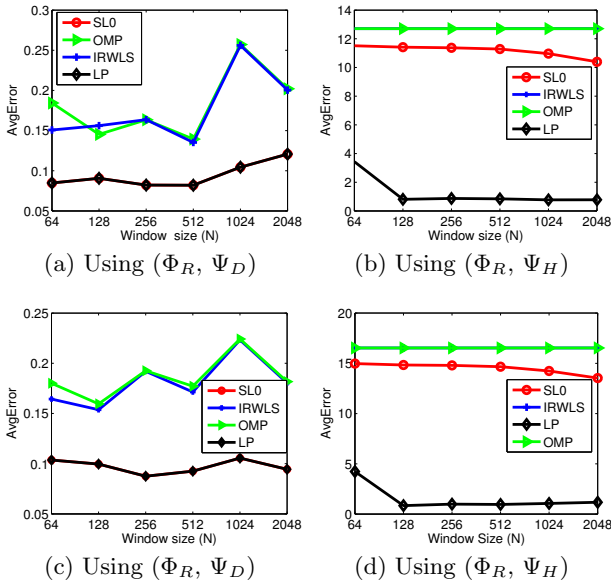 0.3
0.25
0.2
0.15
0.1
0.05
AvgError
SL0
OMP
IRWLS
LP
64 128 256 512 1024 2048
Window size (N)
(a) Using (Φ_R, Ψ_D)
14
12
10
8
6
4
2
0
AvgError
SL0
IRWLS
OMP
LP
64 128 256 512 1024 2048
Window size (N)
(b) Using (Φ_R, Ψ_H)
0.25
0.2
0.15
0.1
0.05
AvgError
SL0
IRWLS
OMP
LP
64 128 256 512 1024 2048
Window size (N)
(c) Using (Φ_R, Ψ_D)
20
15
10
5
0
AvgError
SL0
IRWLS
LP
OMP
64 128 256 512 1024 2048
Window size (N)
(d) Using (Φ_R, Ψ_H)